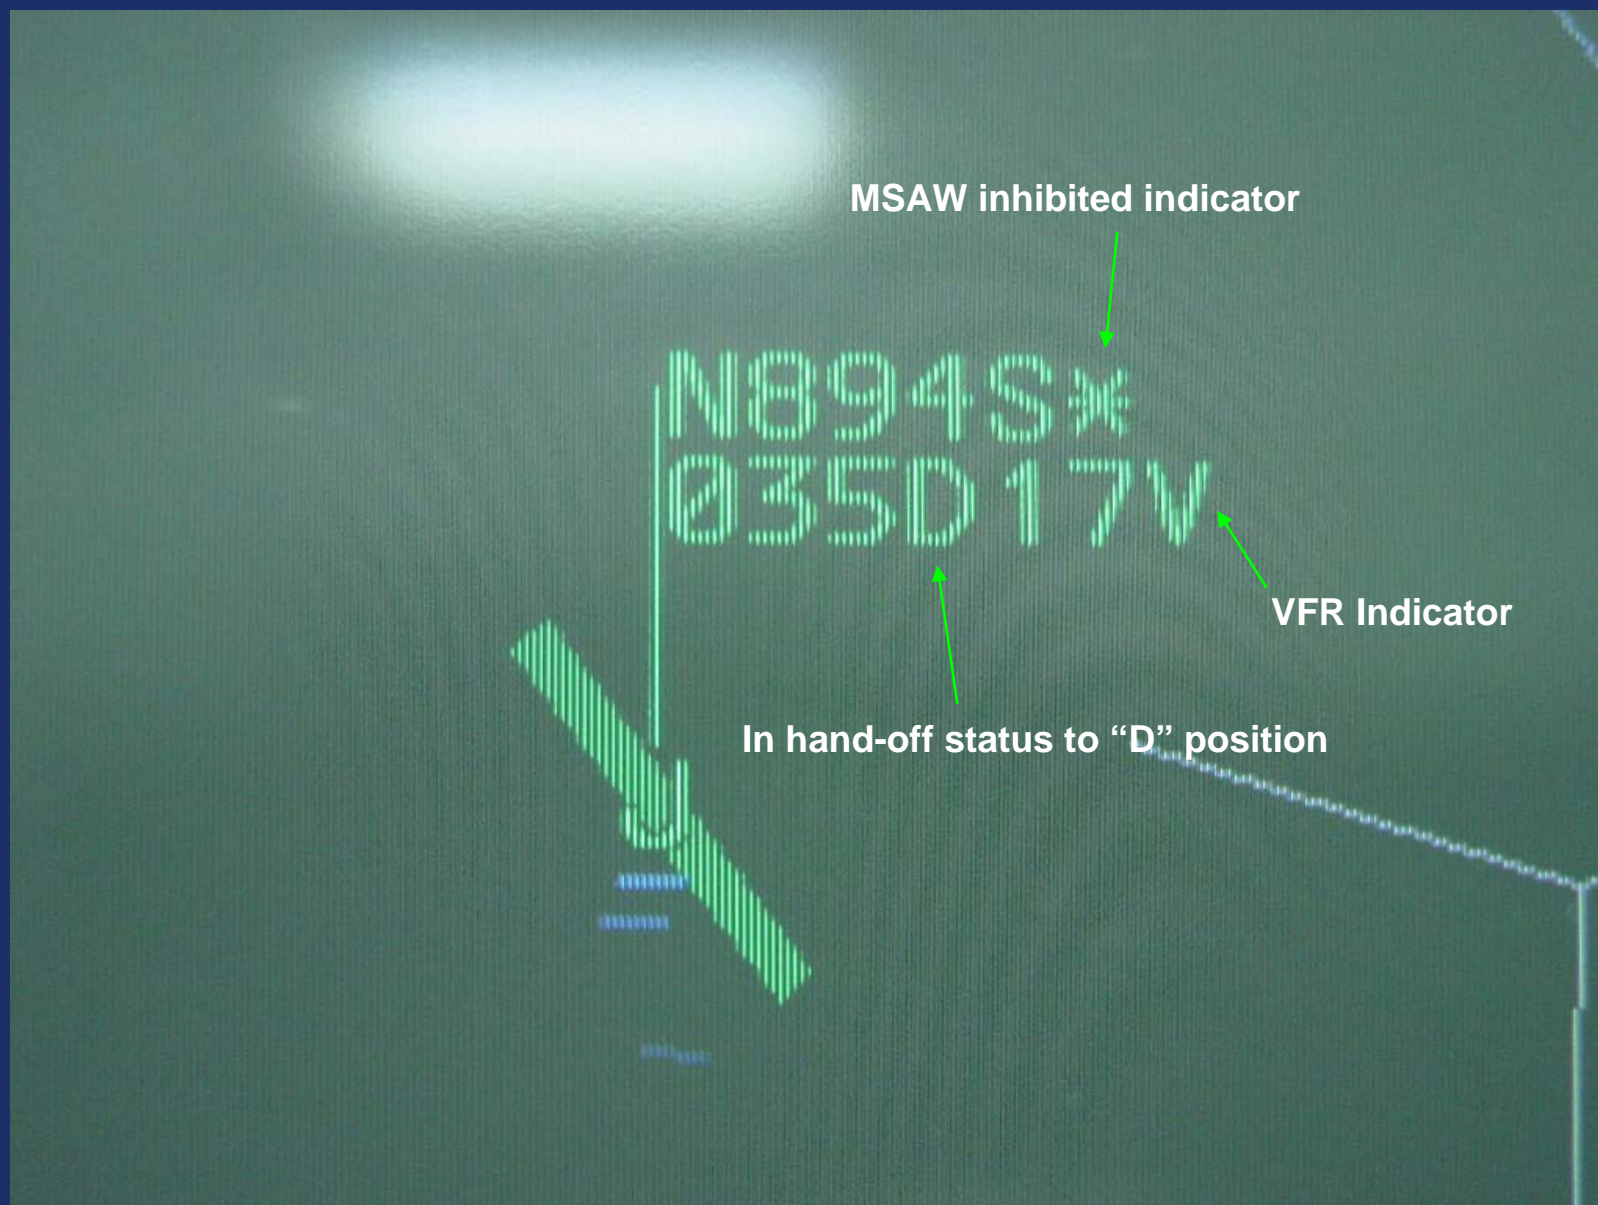 MSAW inhibited indicator
N894S*
035D17V
VFR Indicator
In hand-off status to “D” position
J